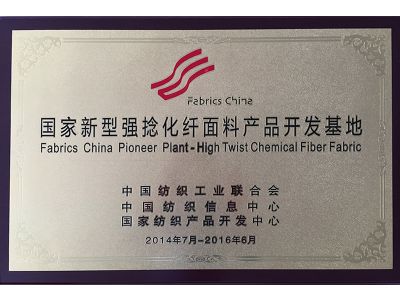 Fabrics China
国家新型强捻化纤面料产品开发基地
Fabrics China Pioneer Plant-High Twist Chemical Fiber Fabric
中国纺织工业联合会
中国纺织信息中心
国家纺织产品开发中心
2014年7月-2016年6月